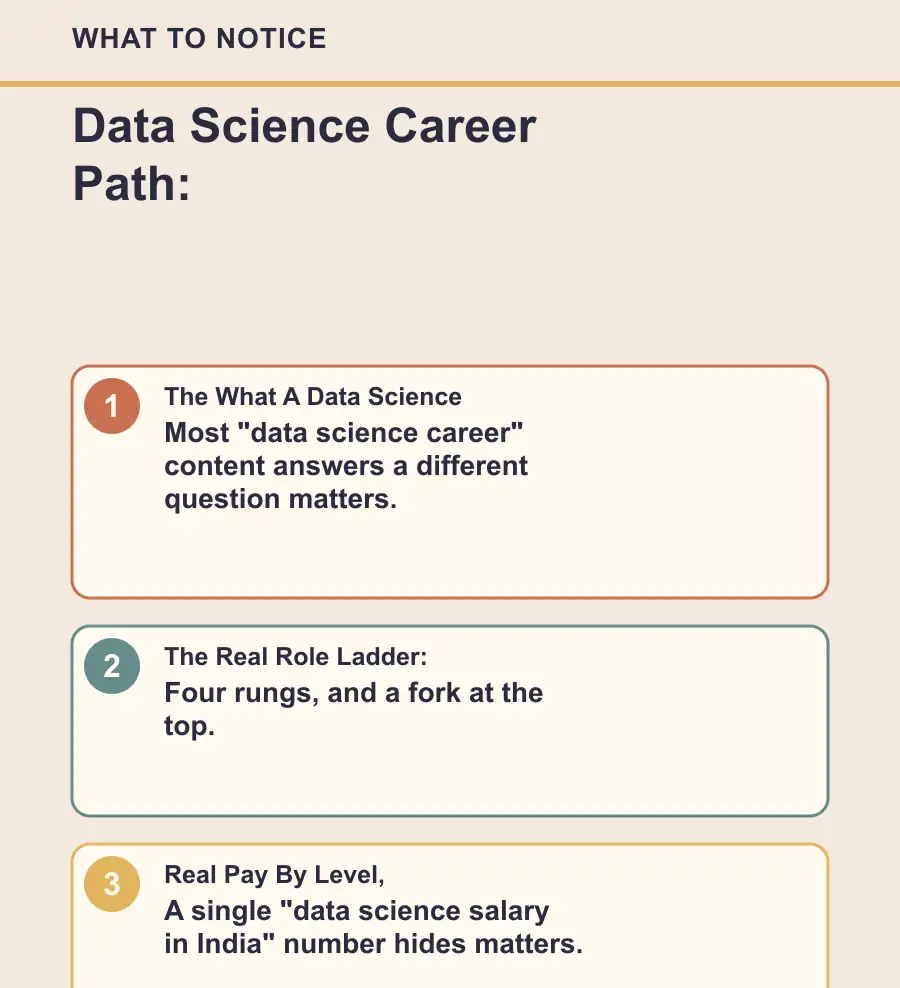 WHAT TO NOTICE
Data Science Career
Path:
1
The What A Data Science
Most "data science career"
content answers a different
question matters.
2
The Real Role Ladder:
Four rungs, and a fork at the
top.
3
Real Pay By Level,
A single "data science salary
in India" number hides matters.